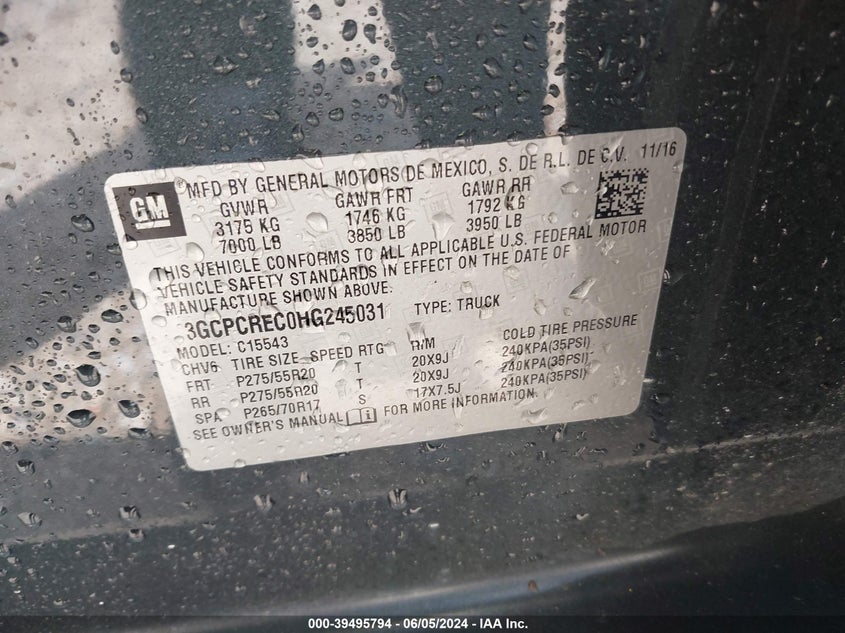 GM
©MFD BY GENERAL MOTORS DE MEXICO, S. DE R.L. DE C.V. 11/16
GVWR GAWR FRT GAWR RR
3175 KG 1746 KG 1792 KG
7000 LB 3850 LB 3950 LB
THIS VEHICLE CONFORMS TO ALL APPLICABLE U.S. FEDERAL MOTOR
VEHICLE SAFETY STANDARDS IN EFFECT ON THE DATE OF
MANUFACTURE SHOWN ABOVE.
3GCPCREC0HG245031 TYPE: TRUCK
MODEL: C15543
CHV6 TIRE SIZE SPEED RTG RIM COLD TIRE PRESSURE
FRT P275/55R20 T 20X9J 240KPA(35PSI)
RR P275/55R20 T 20X9J 240KPA(35PSI)
SPA P265/70R17 S 17X7.5J 240KPA(35PSI)
SEE OWNER'S MANUAL FOR MORE INFORMATION.
000-39495794 - 06/05/2024 - IAA Inc.